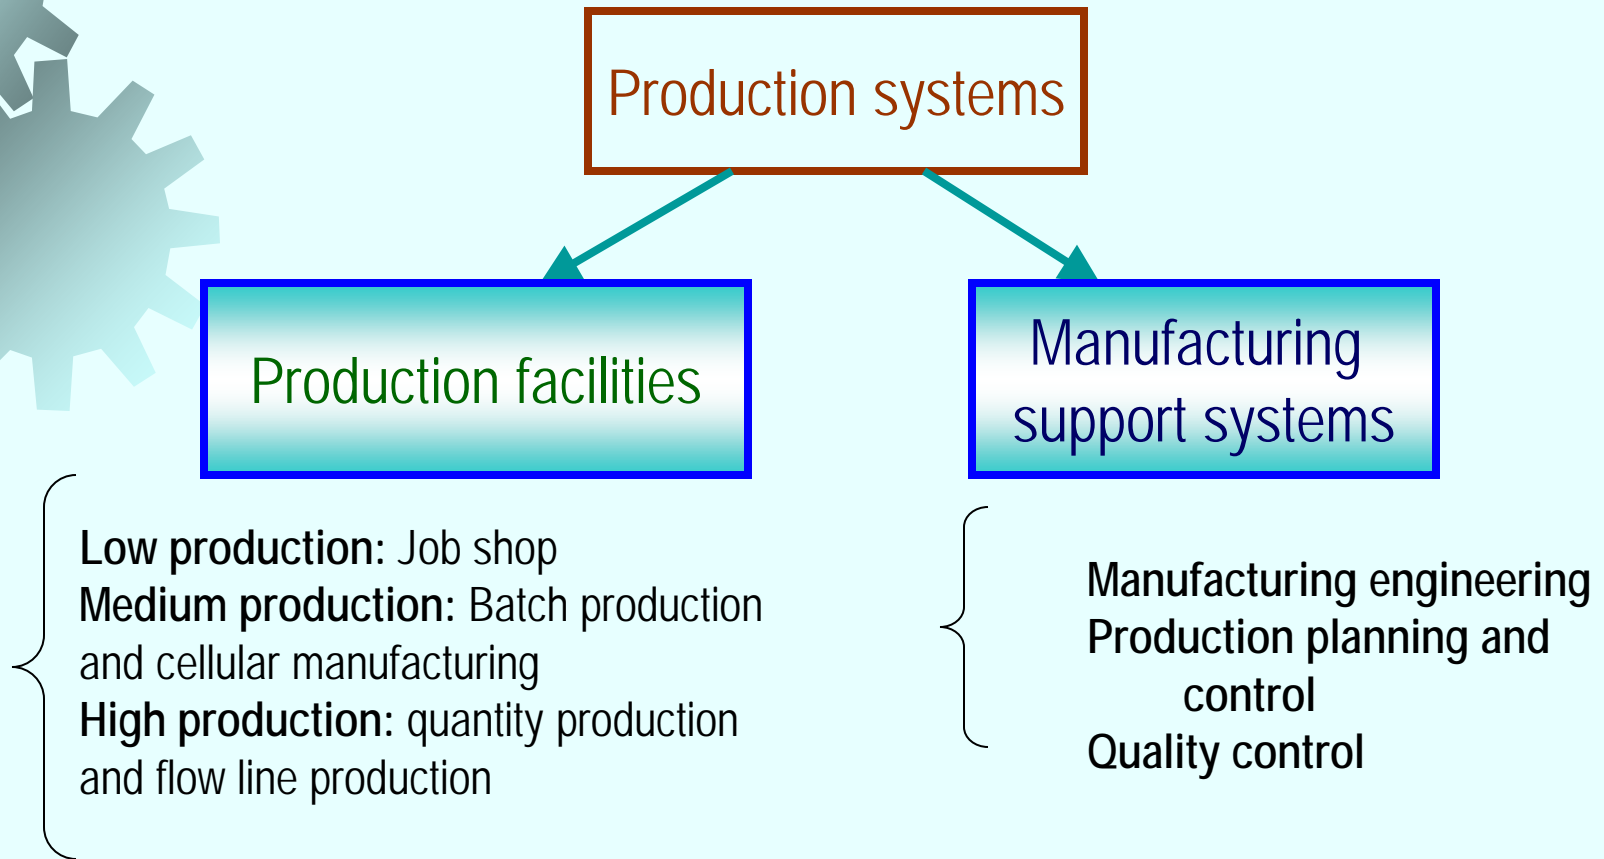 Production systems
Production facilities
Manufacturing
support systems
Low production: Job shop
Medium production: Batch production
and cellular manufacturing
High production: quantity production
and flow line production
Manufacturing engineering
Production planning and
control
Quality control